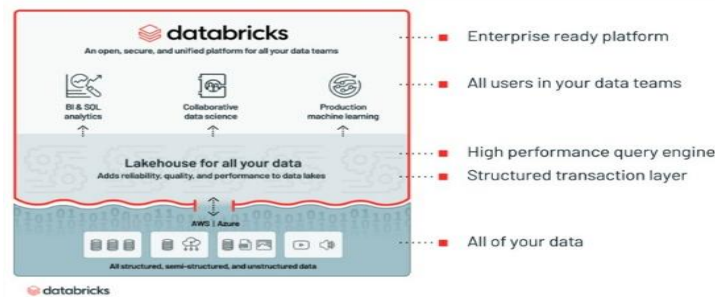 databricks
An open, secure, and unified platform for all your data teams
BI & SQL
analytics
Collaborative
data science
Production
machine learning
Lakehouse for all your data
Adds reliability, quality, and performance to data lakes
AWS | Azure
All structured, semi-structured, and unstructured data
Enterprise ready platform
All users in your data teams
High performance query engine
Structured transaction layer
All of your data
databricks